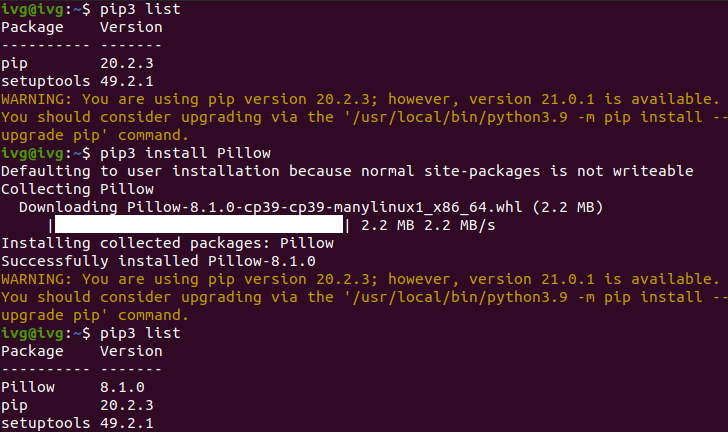 ivg@ivg:~$ pip3 list
Package    Version
---------- -------
pip        20.2.3
setuptools 49.2.1
WARNING: You are using pip version 20.2.3; however, version 21.0.1 is available.
You should consider upgrading via the '/usr/local/bin/python3.9 -m pip install --
upgrade pip' command.
ivg@ivg:~$ pip3 install Pillow
Defaulting to user installation because normal site-packages is not writeable
Collecting Pillow
  Downloading Pillow-8.1.0-cp39-cp39-manylinux1_x86_64.whl (2.2 MB)
     |████████████████████████████████| 2.2 MB 2.2 MB/s
Installing collected packages: Pillow
Successfully installed Pillow-8.1.0
WARNING: You are using pip version 20.2.3; however, version 21.0.1 is available.
You should consider upgrading via the '/usr/local/bin/python3.9 -m pip install --
upgrade pip' command.
ivg@ivg:~$ pip3 list
Package    Version
---------- -------
Pillow     8.1.0
pip        20.2.3
setuptools 49.2.1